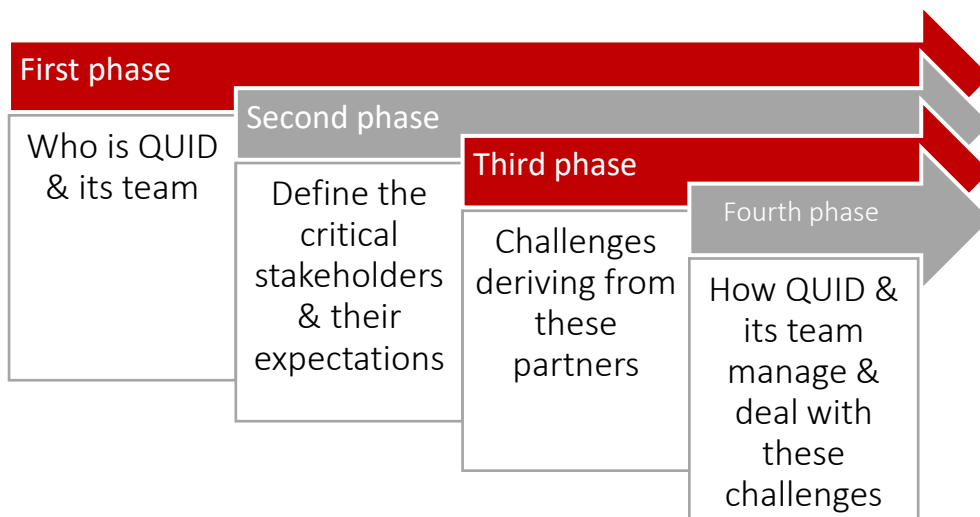 First phase
Who is QUID
& its team
Second phase
Define the
critical
stakeholders
& their
expectations
Third phase
Challenges
deriving from
these
partners
Fourth phase
How QUID &
its team
manage &
deal with
these
challenges